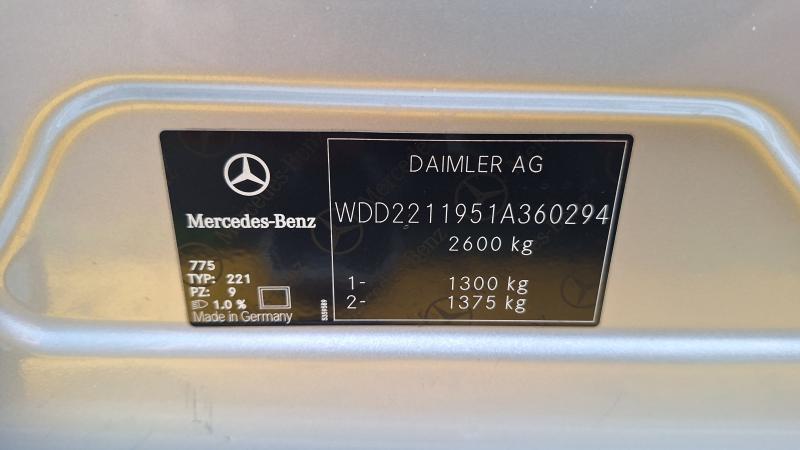 Mercedes-Benz
775
TYP: 221
PZ: 9
1.0 %
Made in Germany
DAIMLER AG
WDD2211951A360294
2600 kg
1- 1300 kg
2- 1375 kg